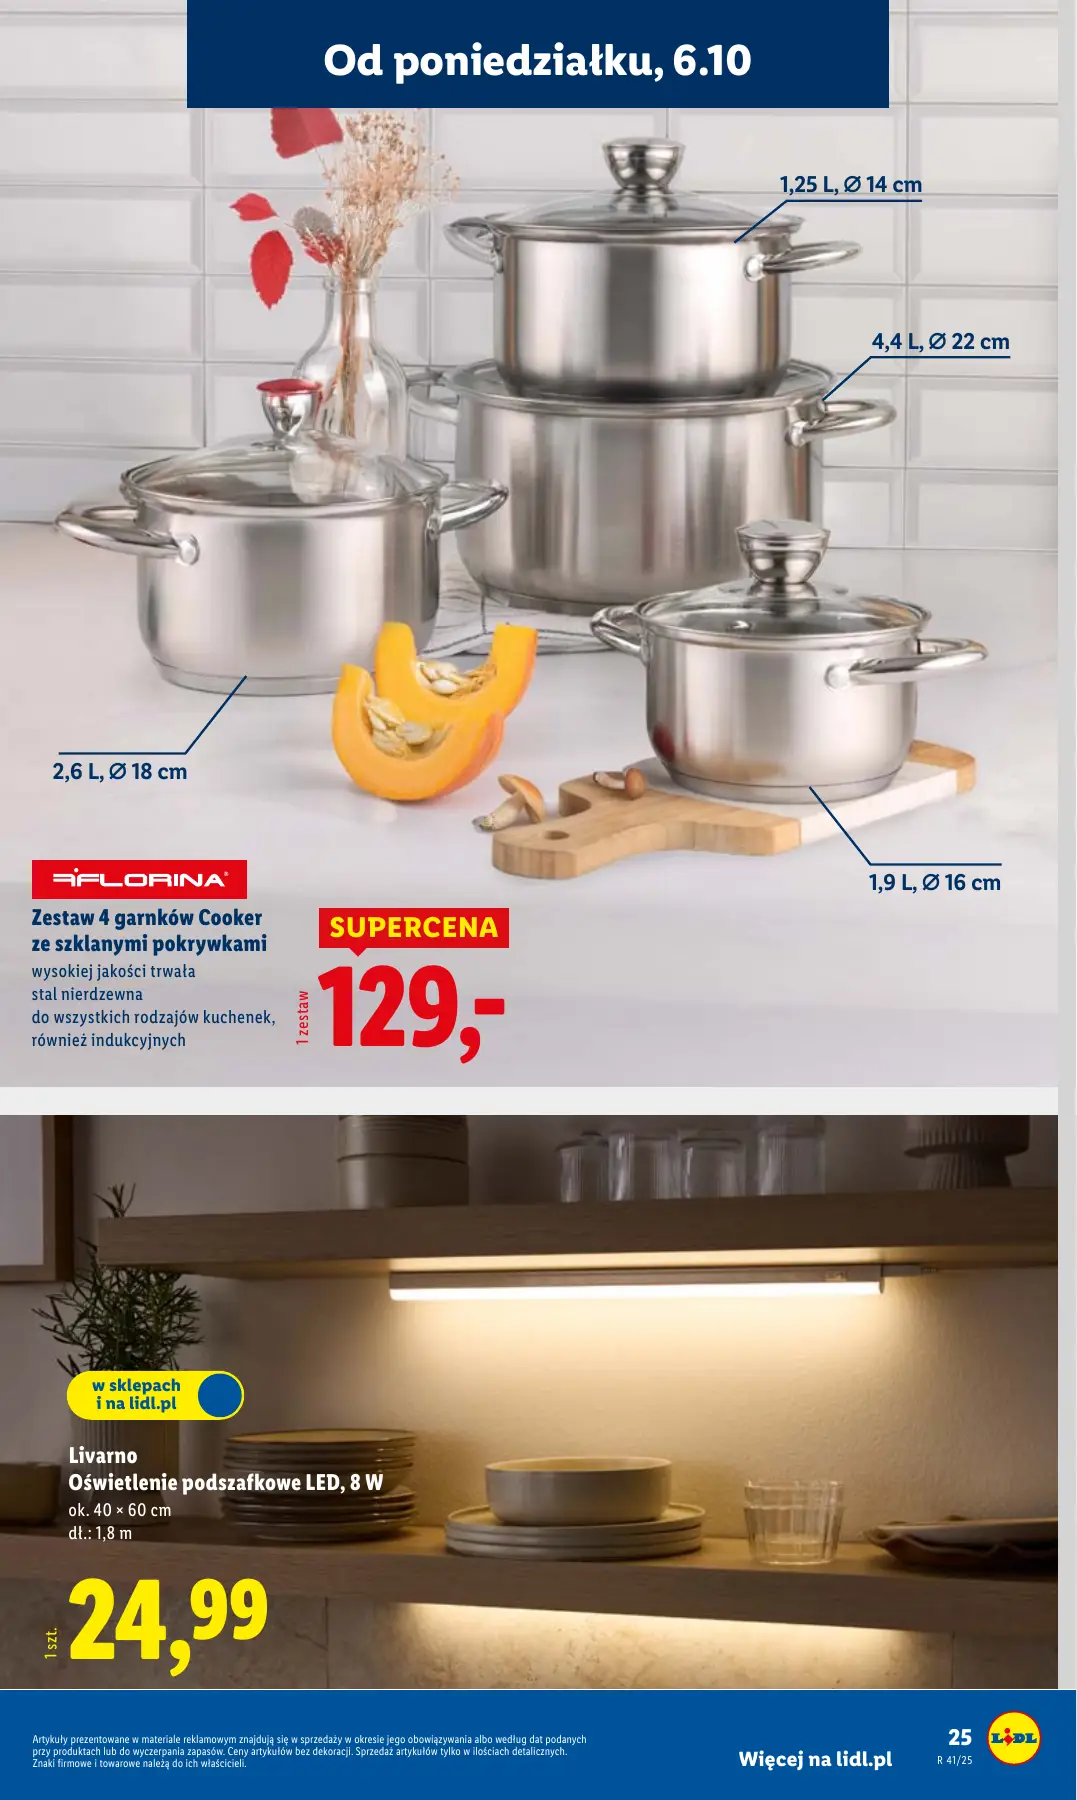 Od poniedziałku, 6.10
1,25 L, ∅ 14 cm
4,4 L, ∅ 22 cm
2,6 L, ∅ 18 cm
1,9 L, ∅ 16 cm
FLORINA®
Zestaw 4 garnków Cooker
ze szklanymi pokrywkami
wysokiej jakości trwała
stal nierdzewna
do wszystkich rodzajów kuchenek,
również indukcyjnych
SUPERCENA
1 zestaw
129,-
w sklepach
i na lidl.pl
Livarno
Oświetlenie podszafkowe LED, 8 W
ok. 40 × 60 cm
dł.: 1,8 m
1 szt.
24,99
Artykuły prezentowane w materiale reklamowym znajdują się w sprzedaży w okresie jego obowiązywania albo według dat podanych
przy produktach lub do wyczerpania zapasów. Ceny artykułów bez dekoracji. Sprzedaż artykułów tylko w ilościach detalicznych.
Znaki firmowe i towarowe należą do ich właścicieli.
Więcej na lidl.pl
25
R 41/25
LIDL